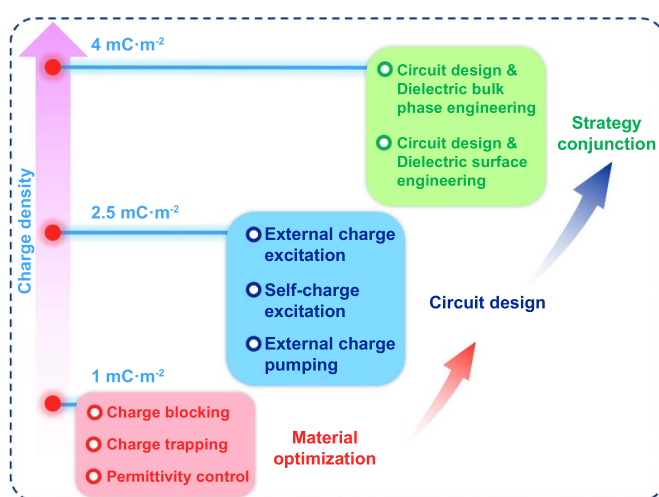 4 mC·m-2
Circuit design &
Dielectric bulk
phase engineering
Circuit design &
Dielectric surface
engineering
Strategy
conjunction
Charge density
2.5 mC·m-2
External charge
excitation
Self-charge
excitation
External charge
pumping
Circuit design
1 mC·m-2
Charge blocking
Charge trapping
Permittivity control
Material
optimization